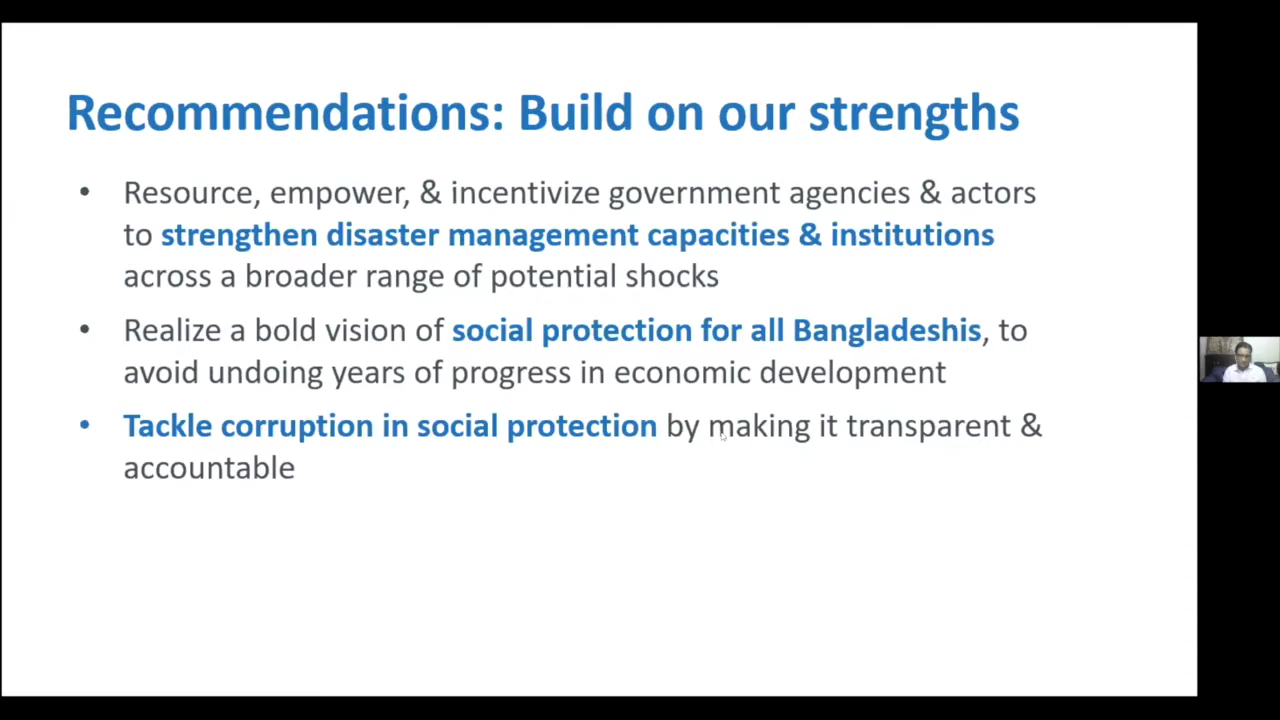 Recommendations: Build on our strengths
• Resource, empower, & incentivize government agencies & actors
to strengthen disaster management capacities & institutions
across a broader range of potential shocks
• Realize a bold vision of social protection for all Bangladeshis, to
avoid undoing years of progress in economic development
• Tackle corruption in social protection by making it transparent &
accountable